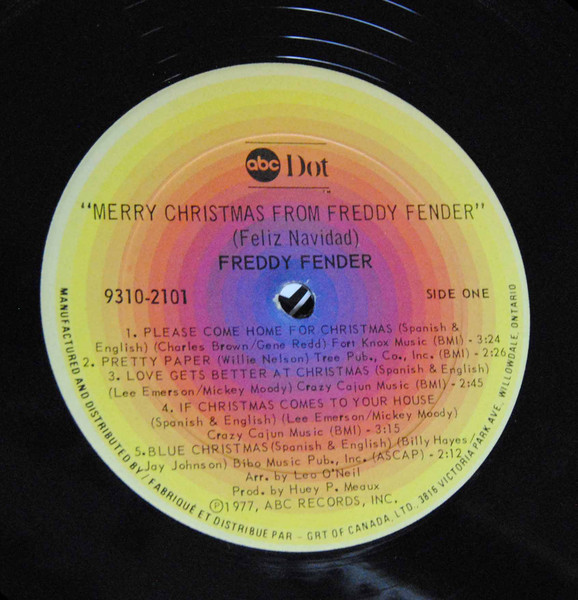 abc Dot
™
"MERRY CHRISTMAS FROM FREDDY FENDER"
(Feliz Navidad)
FREDDY FENDER
9310-2101
SIDE ONE
1. PLEASE COME HOME FOR CHRISTMAS (Spanish &
English) (Charles Brown/Gene Redd) Fort Knox Music (BMI) - 3:24
2. PRETTY PAPER (Willie Nelson) Tree Pub., Co., Inc. (BMI) - 2:26
3. LOVE GETS BETTER AT CHRISTMAS (Spanish & English)
(Lee Emerson/Mickey Moody) Crazy Cajun Music (BMI) - 2:45
4. IF CHRISTMAS COMES TO YOUR HOUSE
(Spanish & English) (Lee Emerson/Mickey Moody)
Crazy Cajun Music (BMI) - 3:15
5. BLUE CHRISTMAS (Spanish & English) (Billy Hayes/
Jay Johnson) Bibo Music Pub., Inc. (ASCAP) - 2:12
Arr. by Leo O'Neil
Prod. by Huey P. Meaux
℗1977, ABC RECORDS, INC.
MANUFACTURED AND DISTRIBUTED BY / FABRIQUÉ ET DISTRIBUE PAR - GRT OF CANADA, LTD., 3816 VICTORIA PARK AVE., WILLOWDALE, ONTARIO